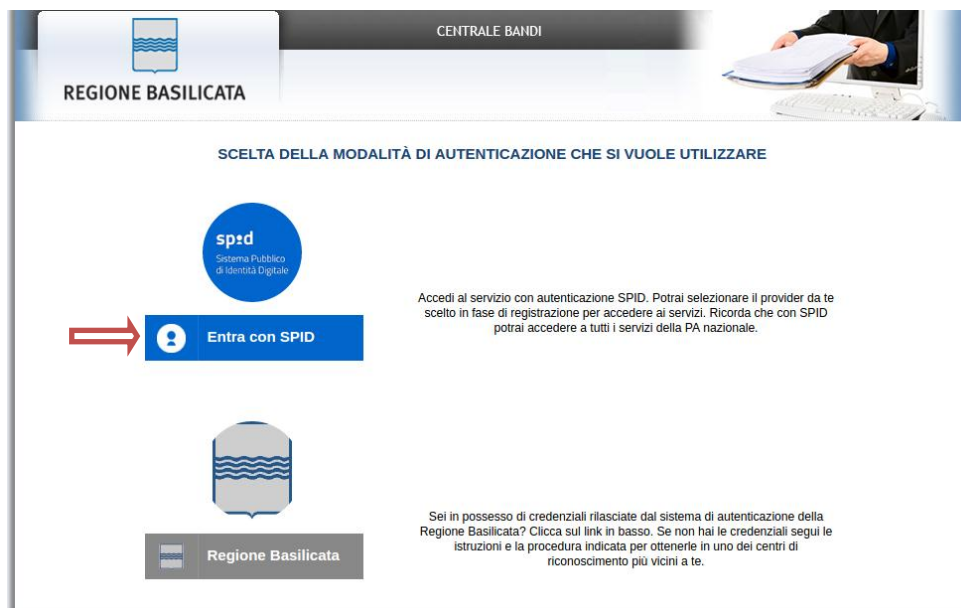 CENTRALE BANDI
REGIONE BASILICATA
SCELTA DELLA MODALITÀ DI AUTENTICAZIONE CHE SI VUOLE UTILIZZARE
spid
Sistema Pubblico
di Identità Digitale
Entra con SPID
Accedi al servizio con autenticazione SPID. Potrai selezionare il provider da te
scelto in fase di registrazione per accedere ai servizi. Ricorda che con SPID
potrai accedere a tutti i servizi della PA nazionale.
Regione Basilicata
Sei in possesso di credenziali rilasciate dal sistema di autenticazione della
Regione Basilicata? Clicca sul link in basso. Se non hai le credenziali segui le
istruzioni e la procedura indicata per ottenerle in uno dei centri di
riconoscimento più vicini a te.